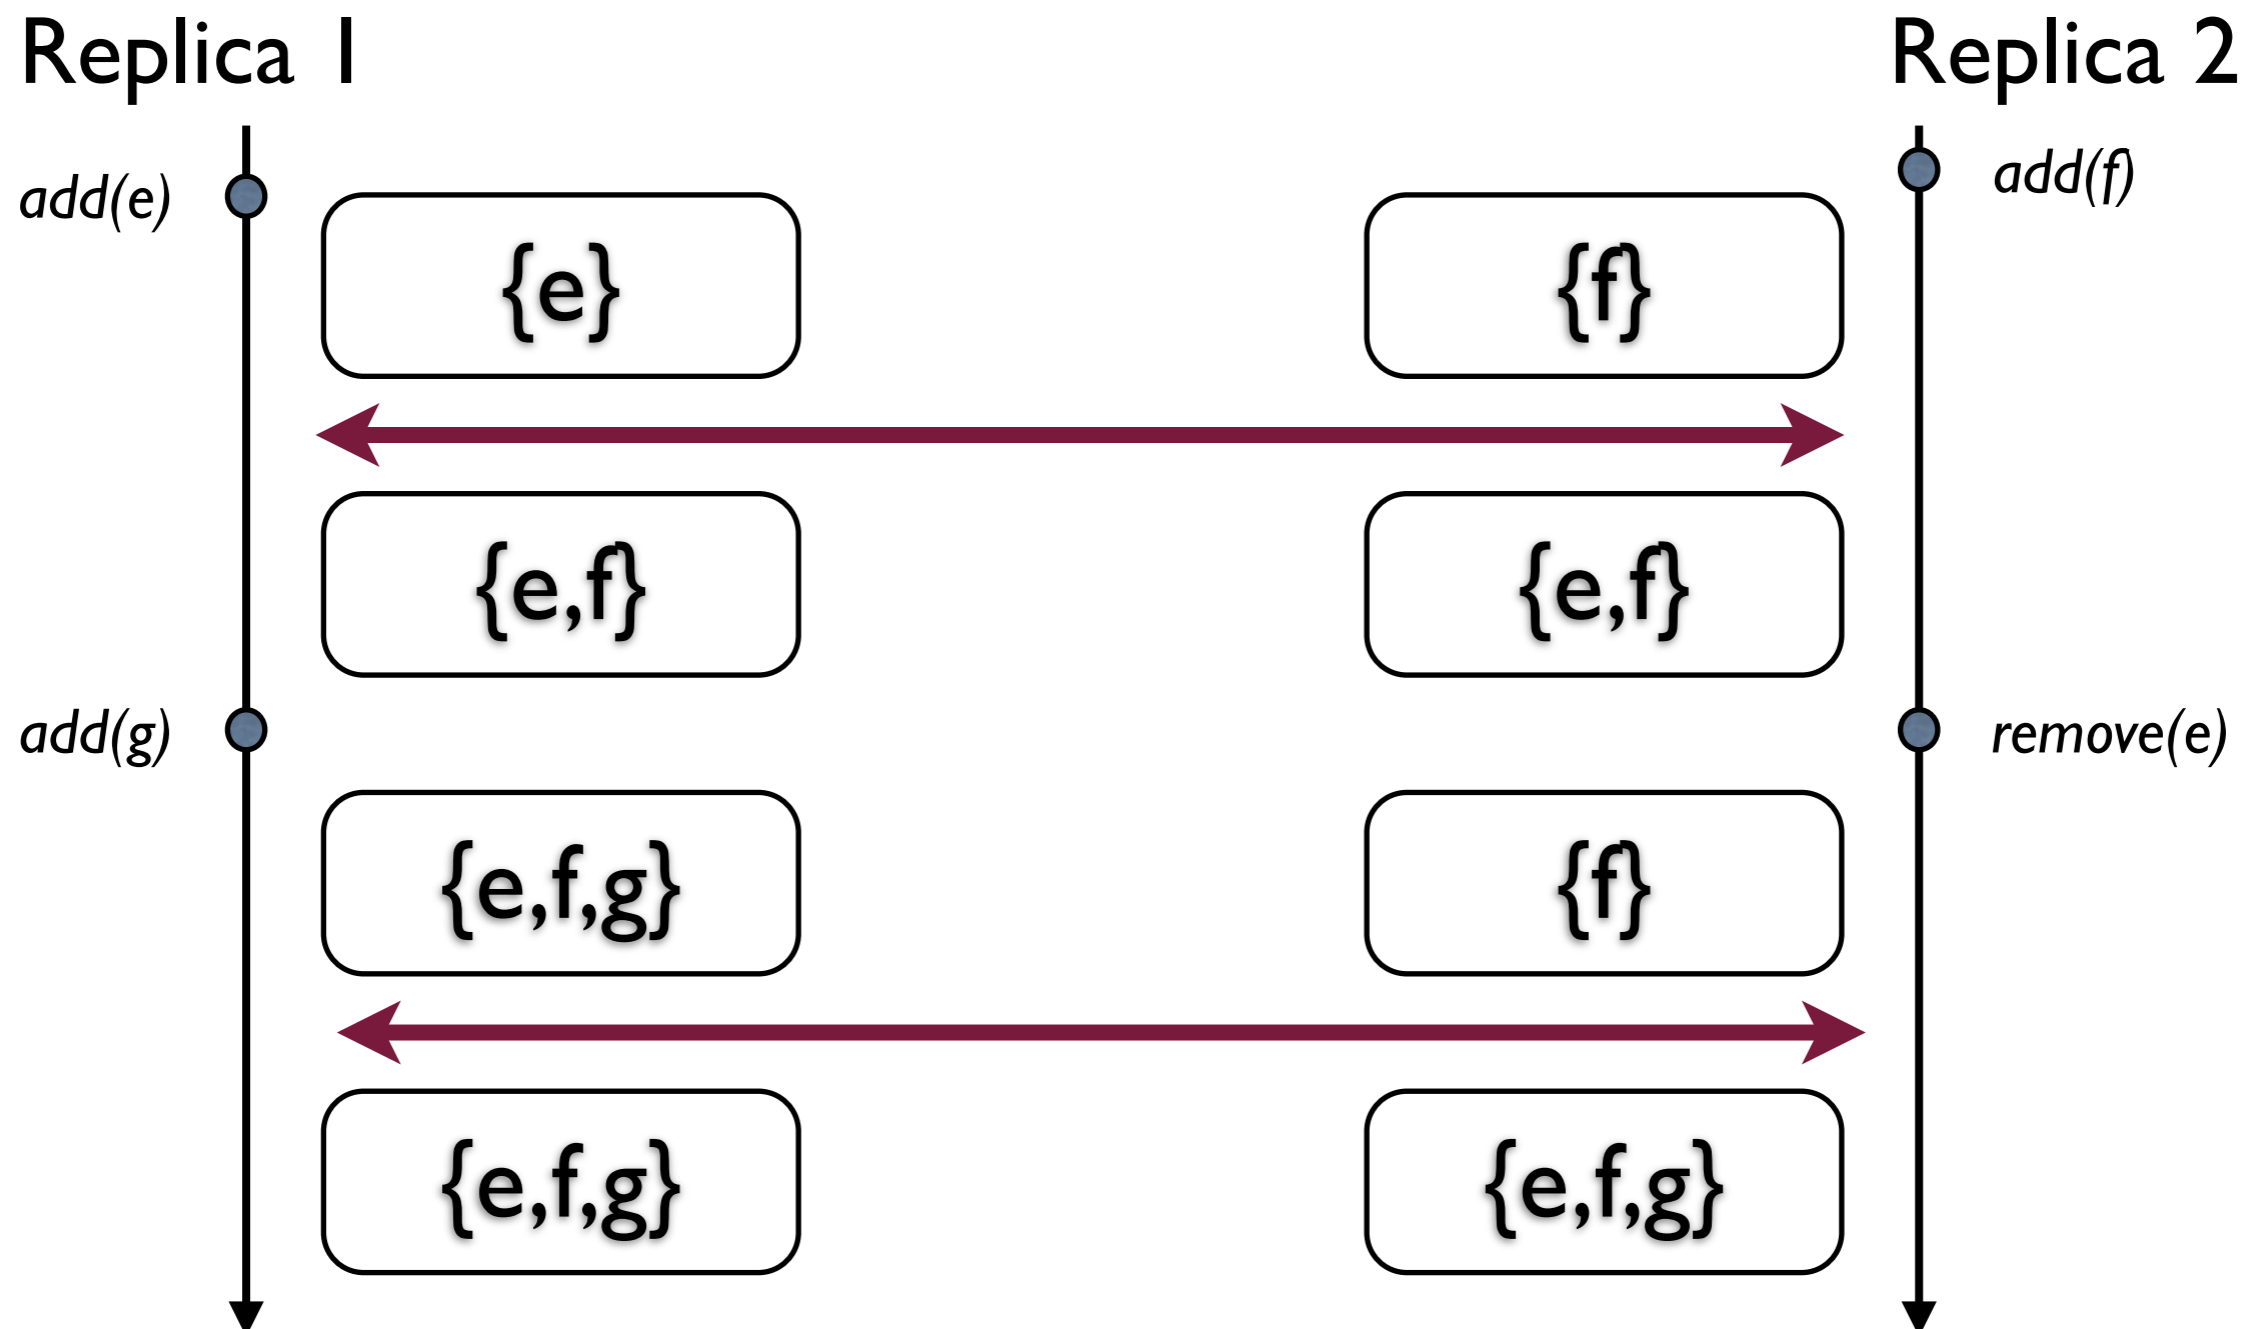 Replica 1
Replica 2
add(e)
add(f)
{e}
{f}
{e,f}
{e,f}
add(g)
remove(e)
{e,f,g}
{f}
{e,f,g}
{e,f,g}